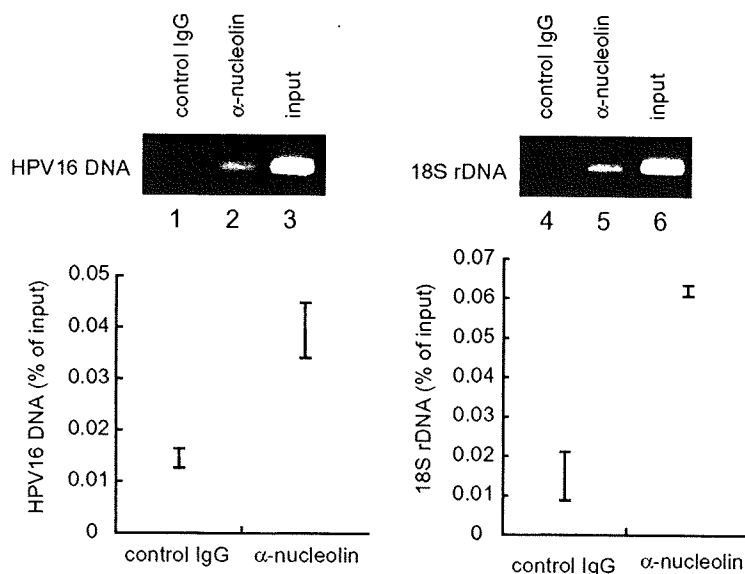 control IgG
α-nucleolin
input
HPV16 DNA
1 2 3
HPV16 DNA (% of input)
0.05
0.04
0.03
0.02
0.01
0
control IgG α-nucleolin
control IgG
α-nucleolin
input
18S rDNA
4 5 6
18S rDNA (% of input)
0.07
0.06
0.05
0.04
0.03
0.02
0.01
0
control IgG α-nucleolin